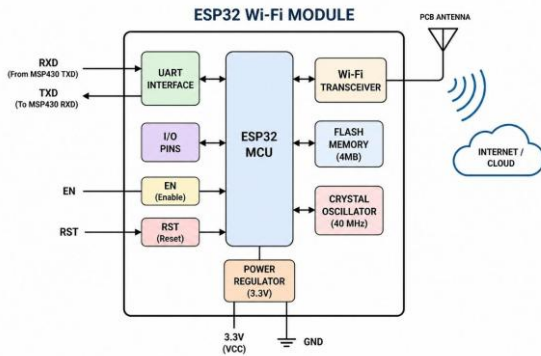 ESP32 Wi-Fi MODULE
PCB ANTENNA
RXD
(From MSP430 TXD)
TXD
(To MSP430 RXD)
UART
INTERFACE
I/O
PINS
EN
EN
(Enable)
RST
RST
(Reset)
ESP32
MCU
Wi-Fi
TRANSCEIVER
FLASH
MEMORY
(4MB)
CRYSTAL
OSCILLATOR
(40 MHz)
INTERNET /
CLOUD
POWER
REGULATOR
(3.3V)
3.3V
(VCC)
GND